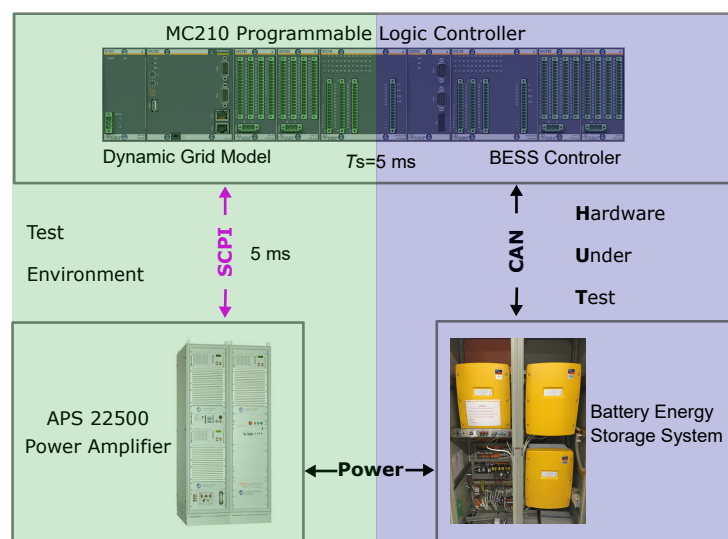 MC210 Programmable Logic Controller
Dynamic Grid Model
Ts=5 ms
BESS Controler
Test
Environment
SCPI
5 ms
CAN
Hardware
Under
Test
APS 22500
Power Amplifier
Power
Battery Energy
Storage System